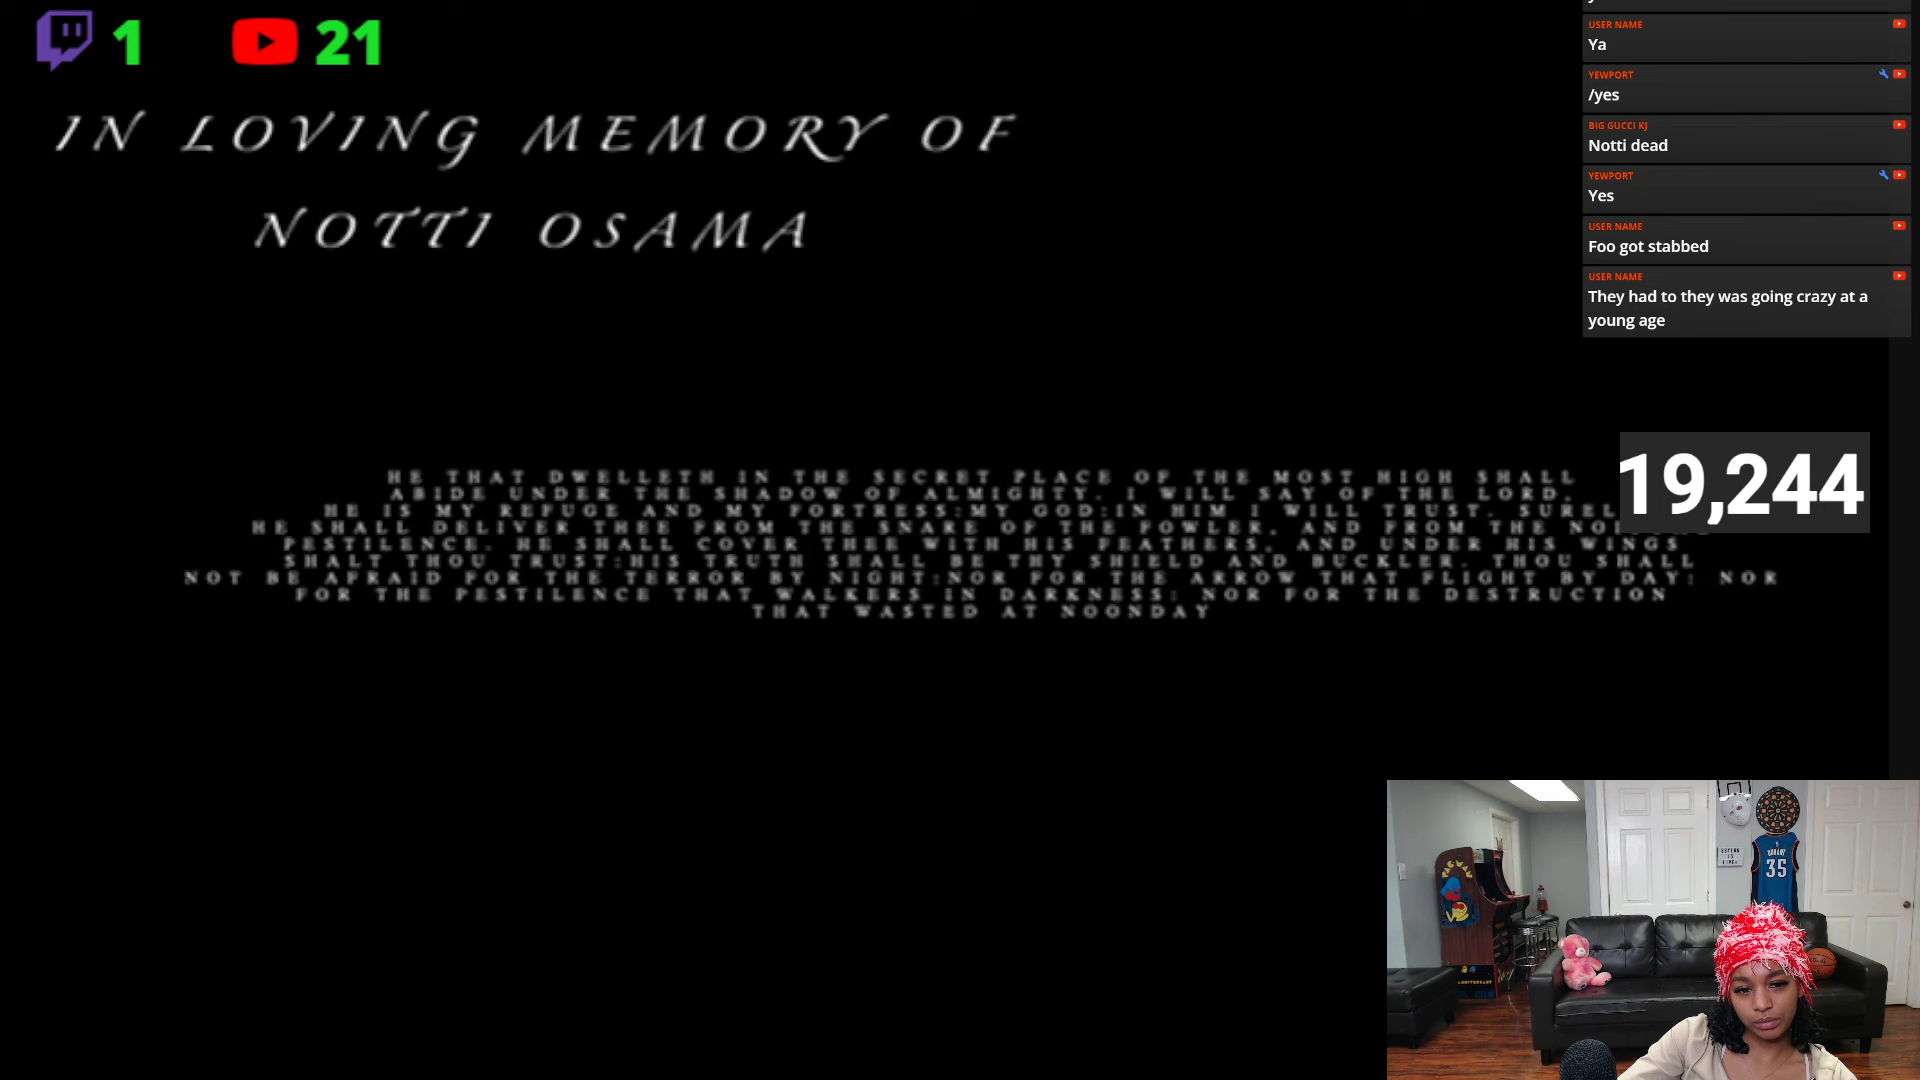 1
21
IN LOVING MEMORY OF
NOTTI OSAMA
USER NAME
Ya
YEWPORT
/yes
BIG GUCCI KJ
Notti dead
YEWPORT
Yes
USER NAME
Foo got stabbed
USER NAME
They had to they was going crazy at a
young age
HE THAT DWELLETH IN THE SECRET PLACE OF THE MOST HIGH SHALL
ABIDE UNDER THE SHADOW OF ALMIGHTY. I WILL SAY OF THE LORD,
HE IS MY REFUGE AND MY FORTRESS:MY GOD:IN HIM I WILL TRUST.
HE SHALL DELIVER THEE FROM THE SNARE OF THE FOWLER, AND FROM THE
PESTILENCE. HE SHALL COVER THEE WITH HIS FEATHERS, AND UNDER HIS WINGS
SHALT THOU TRUST:HIS TRUTH SHALL BE THY SHIELD AND BUCKLER. THOU SHALL
NOT BE AFRAID FOR THE TERROR BY NIGHT:NOR FOR THE ARROW THAT FLIGHT BY DAY: NOR
FOR THE PESTILENCE THAT WALKERS IN DARKNESS: NOR FOR THE DESTRUCTION
THAT WASTED AT NOONDAY
19,244
35